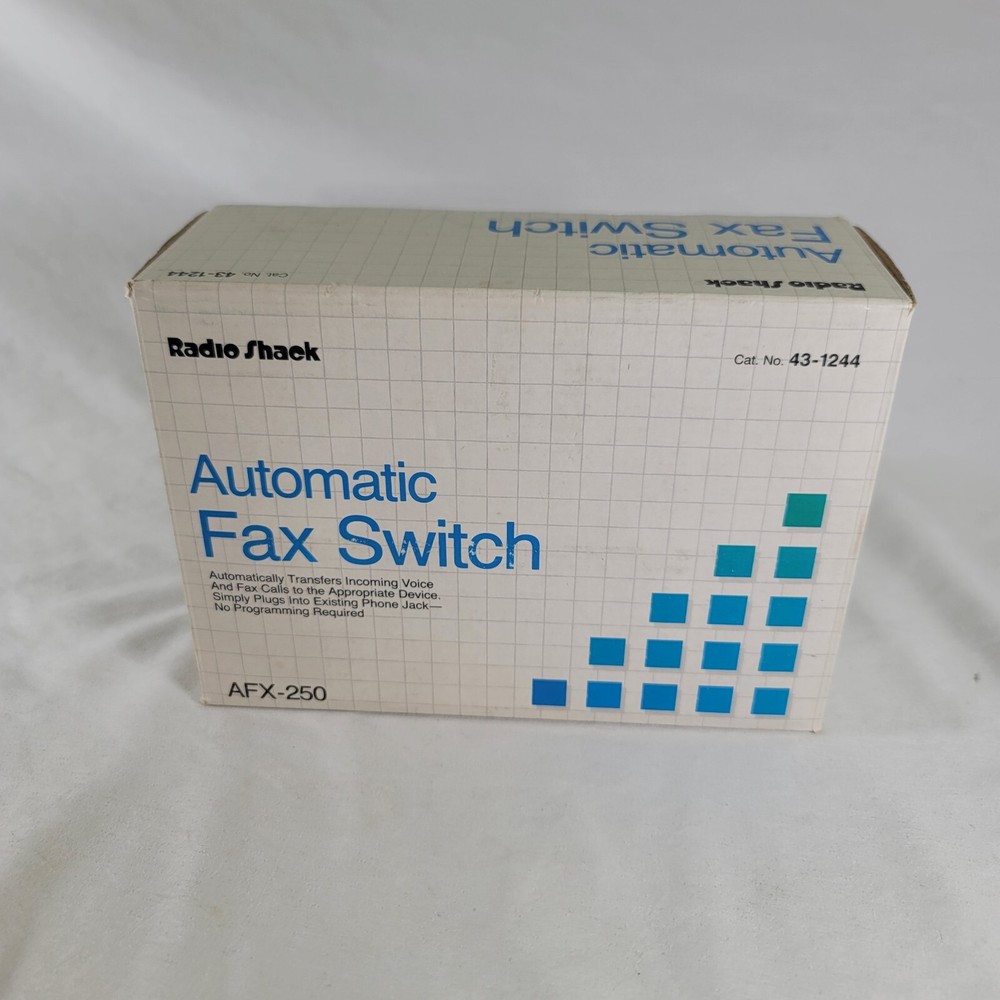 Automatic
Fax Switch
Radio Shack
Cat. No. 43-1244
Radio Shack
Cat. No. 43-1244
Automatic
Fax Switch
Automatically Transfers Incoming Voice
And Fax Calls to the Appropriate Device.
Simply Plugs Into Existing Phone Jack—
No Programming Required
AFX-250